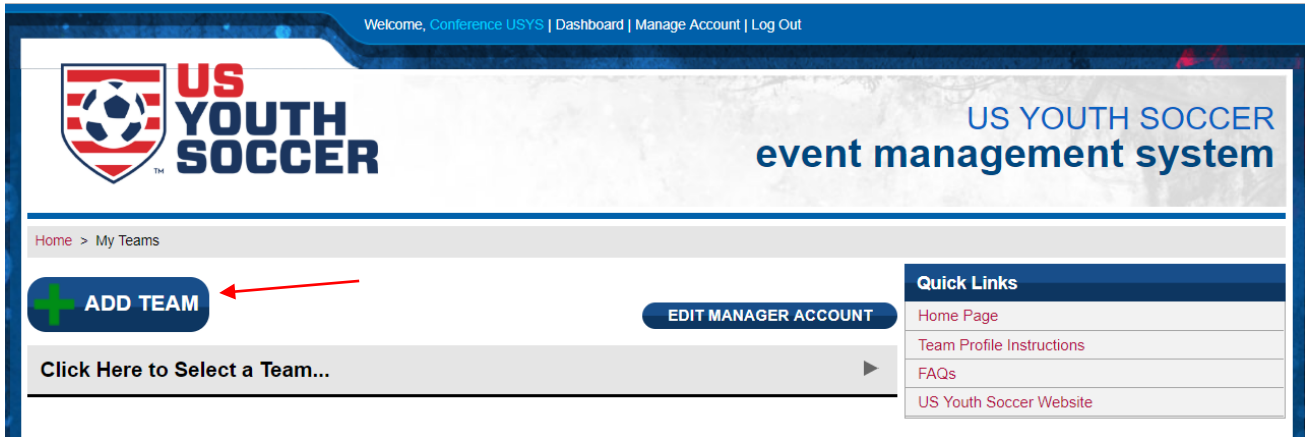 Welcome, Conference USYS | Dashboard | Manage Account | Log Out
US
YOUTH
SOCCER
TM
US YOUTH SOCCER
event management system
Home > My Teams
ADD TEAM
EDIT MANAGER ACCOUNT
Click Here to Select a Team...
Quick Links
Home Page
Team Profile Instructions
FAQs
US Youth Soccer Website